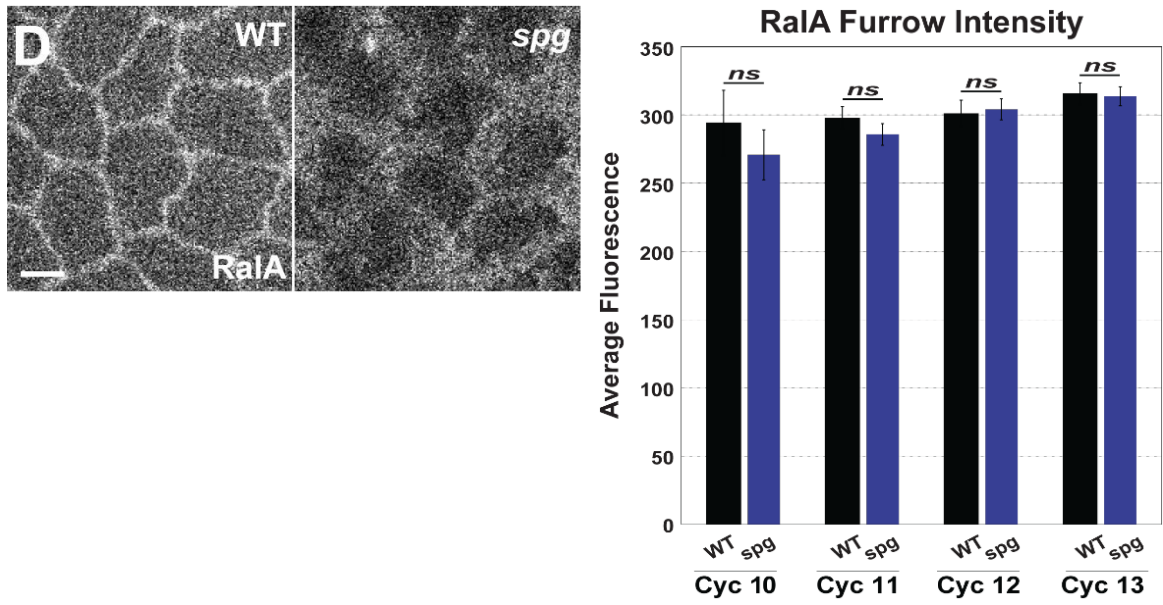 D
WT
spg
RalA
RalA Furrow Intensity
Average Fluorescence
350
300
250
200
150
100
50
0
ns
ns
ns
ns
WT spg
WT spg
WT spg
WT spg
Cyc 10
Cyc 11
Cyc 12
Cyc 13